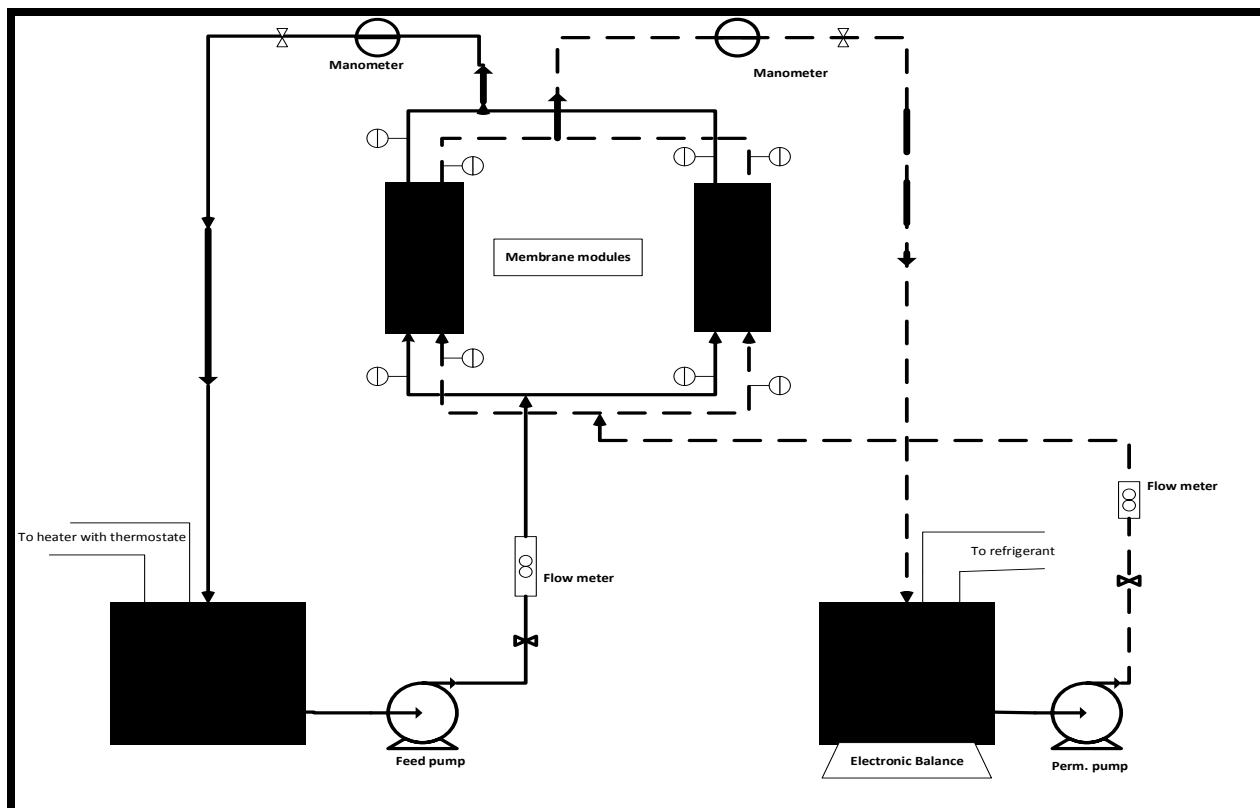 Manometer
Manometer
Membrane modules
To heater with thermostate
Flow meter
Flow meter
To refrigerant
Feed pump
Electronic Balance
Perm. pump